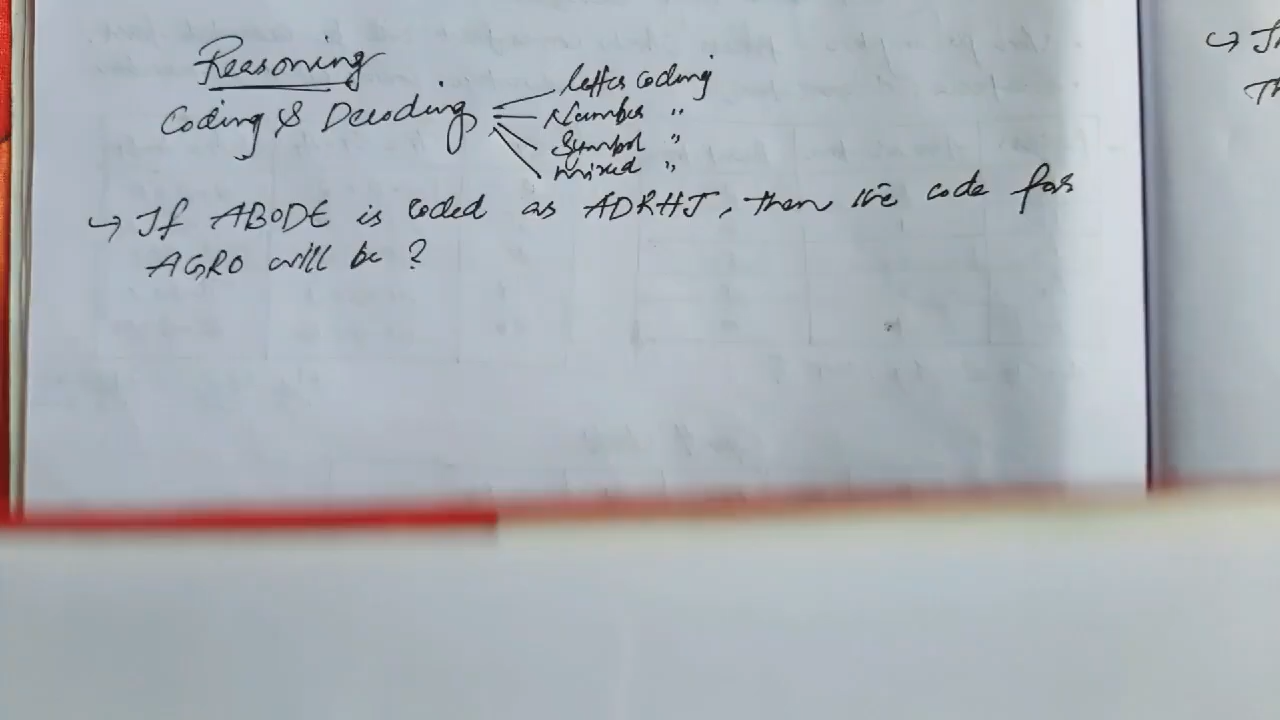 Reasoning
Coding & Decoding
letter coding
Number "
Symbol "
mixed "
→ If ABODE is coded as ADRHJ, then the code for
AGRO will be ?